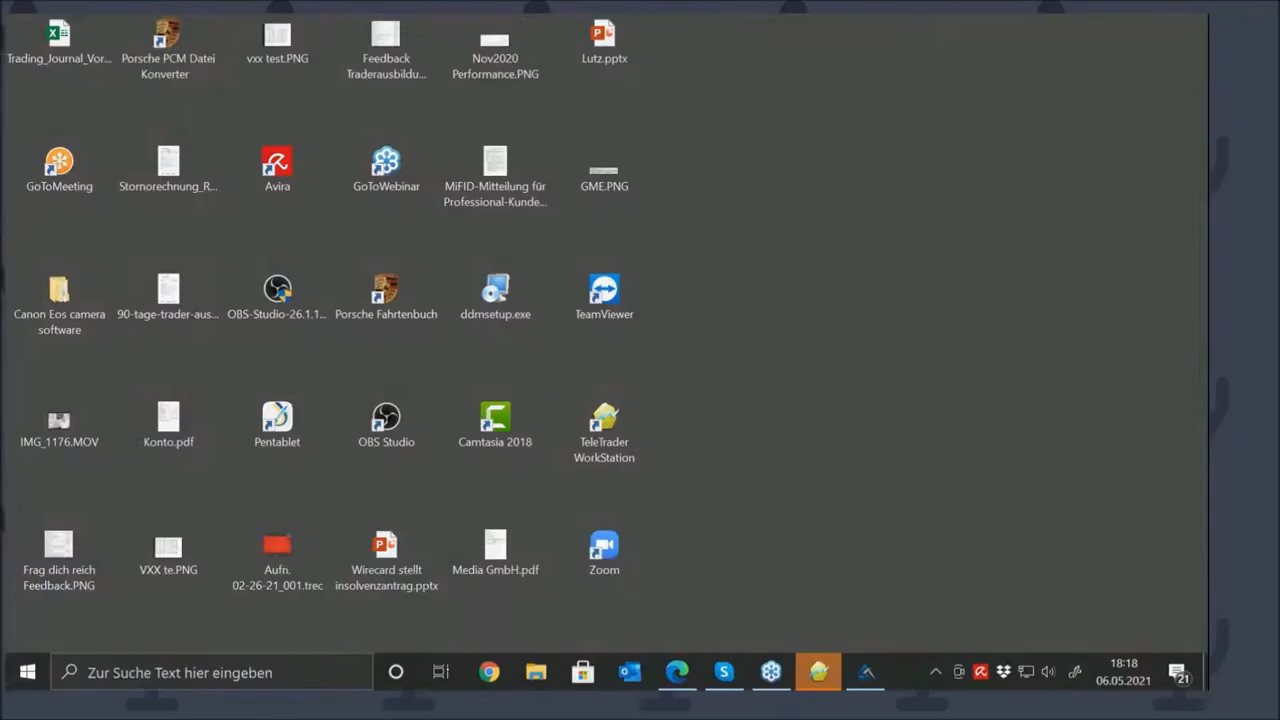 Trading_Journal_Vor...
Porsche PCM Datei
Konverter
vxx test.PNG
Feedback
Traderausbildu...
Nov2020
Performance.PNG
Lutz.pptx
GoToMeeting
Stornorechnung_R...
Avira
GoToWebinar
MiFID-Mitteilung für
Professional-Kunde...
GME.PNG
Canon Eos camera
software
90-tage-trader-aus...
OBS-Studio-26.1.1...
Porsche Fahrtenbuch
ddmsetup.exe
TeamViewer
IMG_1176.MOV
Konto.pdf
Pentablet
OBS Studio
Camtasia 2018
TeleTrader
WorkStation
Frag dich reich
Feedback.PNG
VXX te.PNG
Aufn.
02-26-21_001.trec
Wirecard stellt
insolvenzantrag.pptx
Media GmbH.pdf
Zoom
Zur Suche Text hier eingeben
18:18
06.05.2021
21